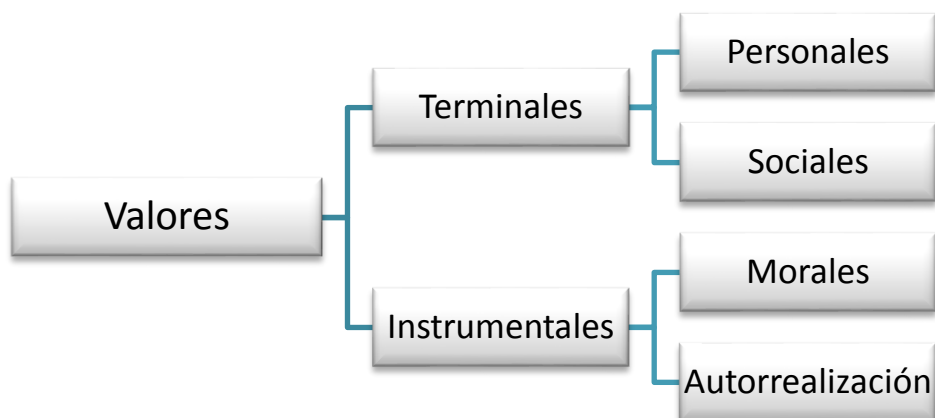 Valores
Terminales
Personales
Sociales
Instrumentales
Morales
Autorrealización